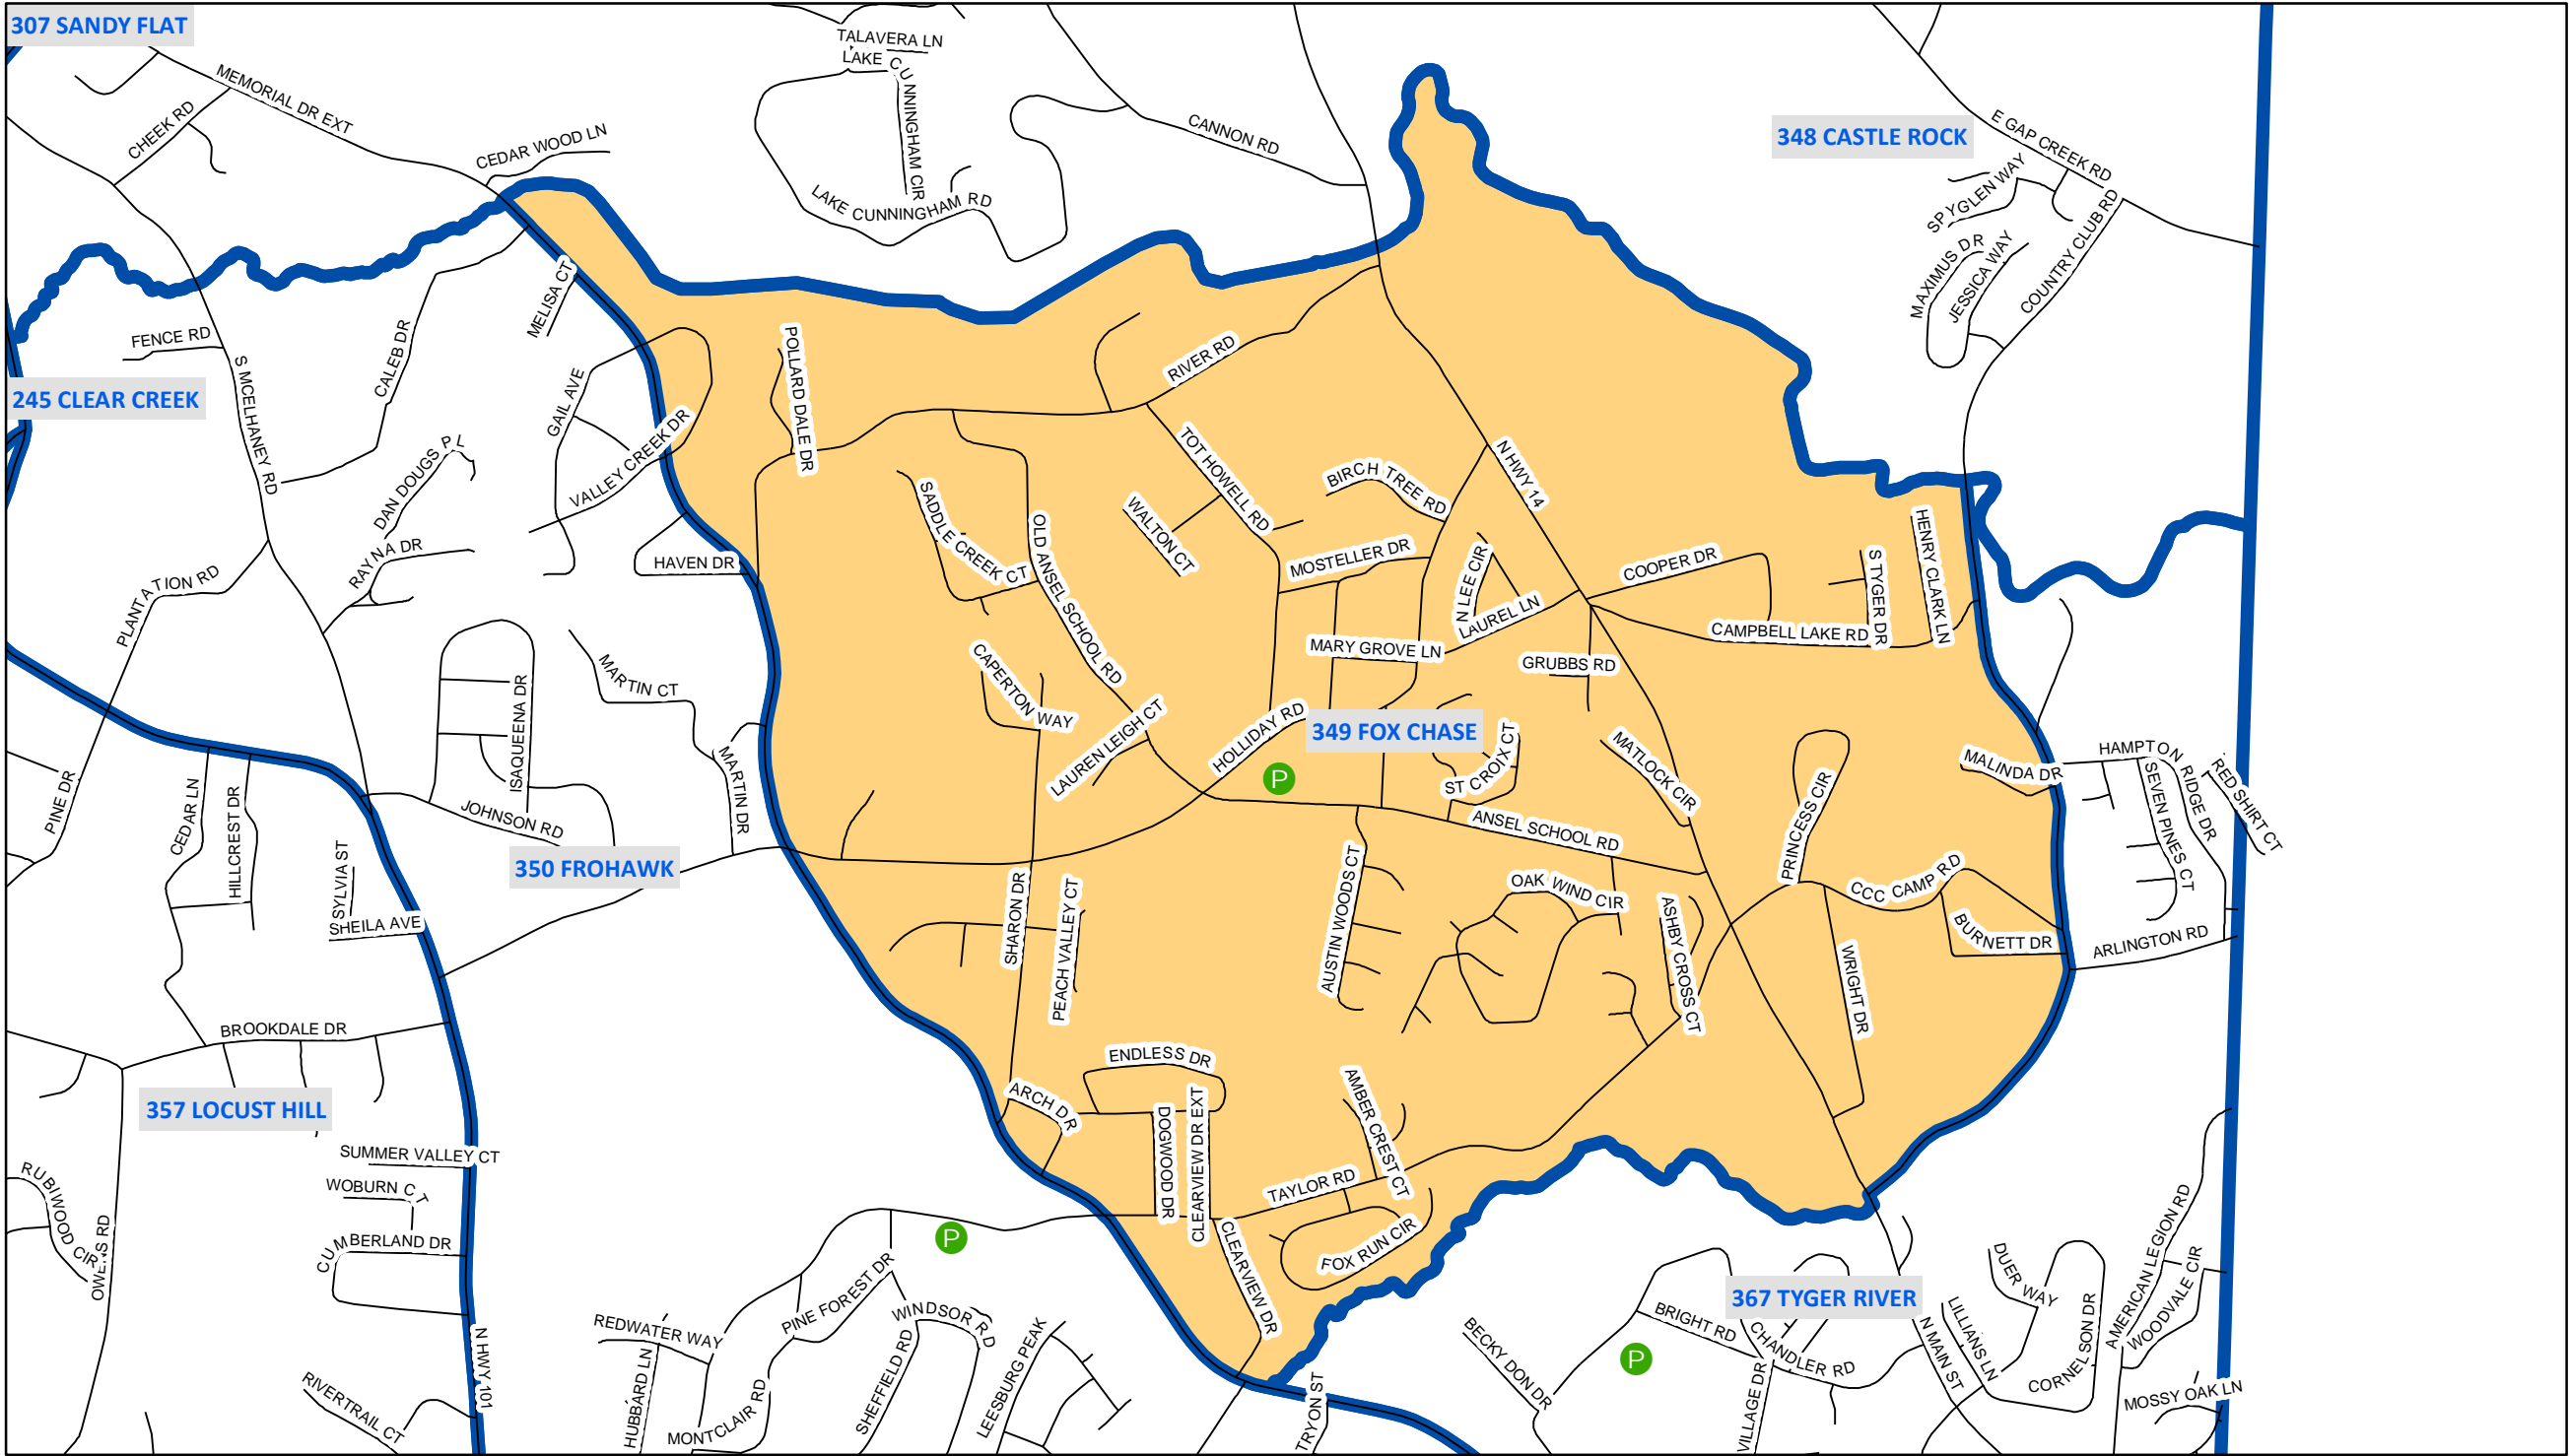 307 SANDY FLAT
MEMORIAL DR EXT
CHEEK RD
CEDAR WOOD LN
TALAVERA LN
LAKE CUNNINGHAM CIR
LAKE CUNNINGHAM RD
CANNON RD
348 CASTLE ROCK
E GAP CREEK RD
SPYGLEN WAY
MAXIMUS DR
JESSICA WAY
COUNTRY CLUB RD
FENCE RD
S MCELHANEY RD
CALEB DR
MELISA CT
245 CLEAR CREEK
GAIL AVE
VALLEY CREEK DR
POLLARD DALE DR
RIVER RD
DAN DOUGS PL
RAYNA DR
PLANTATION RD
HAVEN DR
SADDLE CREEK CT
OLD ANSEL SCHOOL RD
WALTON CT
TOT HOWELL RD
BIRCH TREE RD
N HWY 14
MOSTELLER DR
N LEE CIR
LAUREL LN
COOPER DR
S TYGER DR
HENRY CLARK LN
CAMPBELL LAKE RD
MARY GROVE LN
GRUBBS RD
MARTIN CT
ISAQUEENA DR
CAPERTON WAY
LAUREN LEIGH CT
HOLLIDAY RD
349 FOX CHASE
P
ST CROIX CT
MATLOCK CIR
MALINDA DR
HAMPTON RIDGE DR
RED SHIRT CT
SEVEN PINES CT
PINE DR
CEDAR LN
HILLCREST DR
SYLVIA ST
SHEILA AVE
JOHNSON RD
MARTIN DR
350 FROHAWK
ANSEL SCHOOL RD
PRINCESS CIR
CCC CAMP RD
BURNETT DR
ARLINGTON RD
SHARON DR
PEACH VALLEY CT
AUSTIN WOODS CT
OAK WIND CIR
ASHBY CROSS CT
WRIGHT DR
BROOKDALE DR
357 LOCUST HILL
ENDLESS DR
ARCH DR
DOGWOOD DR
CLEARVIEW DR EXT
AMBER CREST CT
TAYLOR RD
SUMMER VALLEY CT
WOBURN CT
CUMBERLAND DR
RUBIWOOD CIR
OWENS RD
P
FOX RUN CIR
CLEARVIEW DR
PINE FOREST DR
WINDSOR RD
REDWATER WAY
HUBBARD LN
MONTCLAIR RD
SHEFFIELD RD
LEESBURG PEAK
RIVERTRAIL CT
N HWY 101
TRYON ST
BECKY DON DR
P
BRIGHT RD
367 TYGER RIVER
CHANDLER RD
VILLAGE DR
N MAIN ST
LILLIANS LN
DUER WAY
CORNELSON DR
AMERICAN LEGION RD
WOODVALE CIR
MOSSY OAK LN